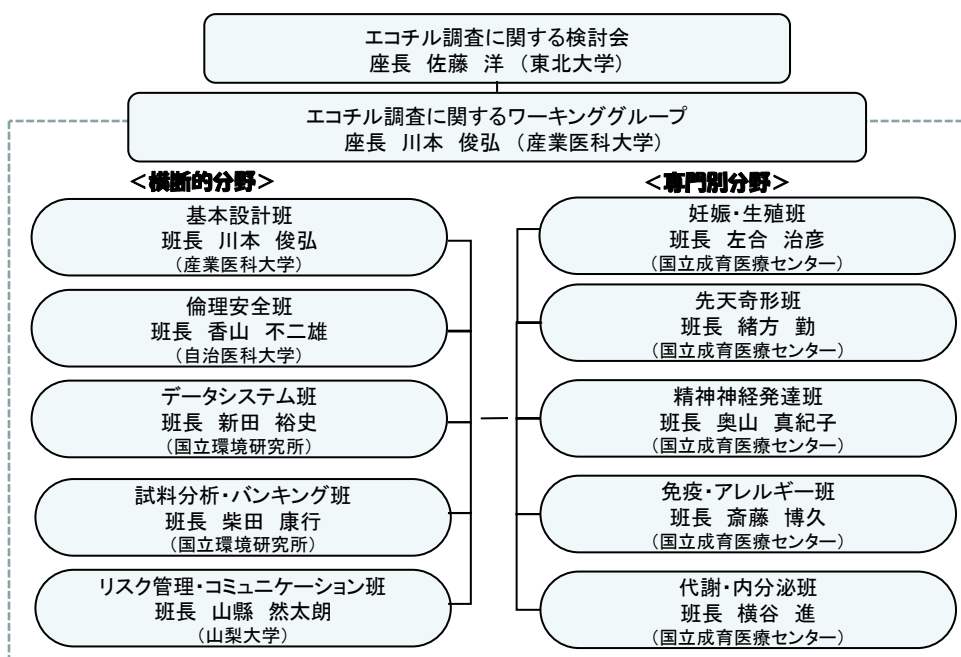 エコチル調査に関する検討会
座長 佐藤 洋 (東北大学)
エコチル調査に関するワーキンググループ
座長 川本 俊弘 (産業医科大学)
＜横断的分野＞
基本設計班
班長 川本 俊弘
(産業医科大学)
倫理安全班
班長 香山 不二雄
(自治医科大学)
データシステム班
班長 新田 裕史
(国立環境研究所)
試料分析・バンキング班
班長 柴田 康行
(国立環境研究所)
リスク管理・コミュニケーション班
班長 山縣 然太朗
(山梨大学)
＜専門別分野＞
妊娠・生殖班
班長 左合 治彦
(国立成育医療センター)
先天奇形班
班長 緒方 勤
(国立成育医療センター)
精神神経発達班
班長 奥山 真紀子
(国立成育医療センター)
免疫・アレルギー班
班長 斎藤 博久
(国立成育医療センター)
代謝・内分泌班
班長 横谷 進
(国立成育医療センター)